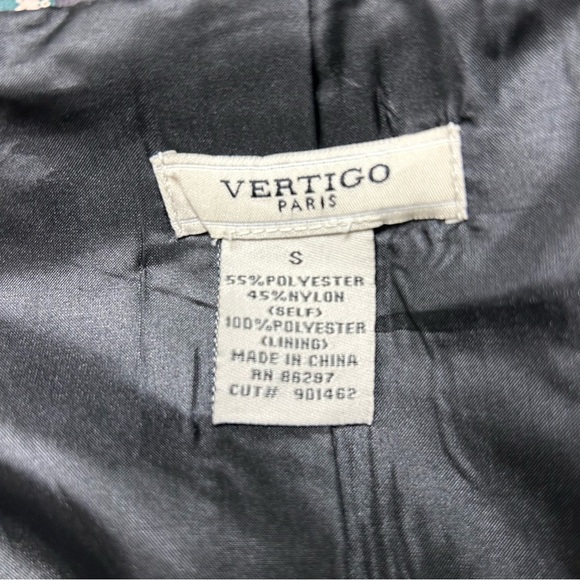 VERTIGO
PARIS
S
55%POLYESTER
45%NYLON
(SELF)
100%POLYESTER
(LINING)
MADE IN CHINA
RN 86297
CUT# 901462